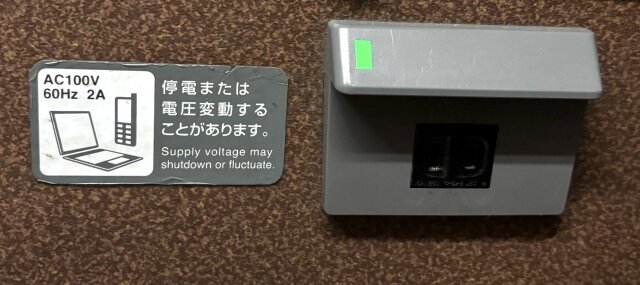 AC100V
60Hz 2A
停電または
電圧変動する
ことがあります。
Supply voltage may
shutdown or fluctuate.